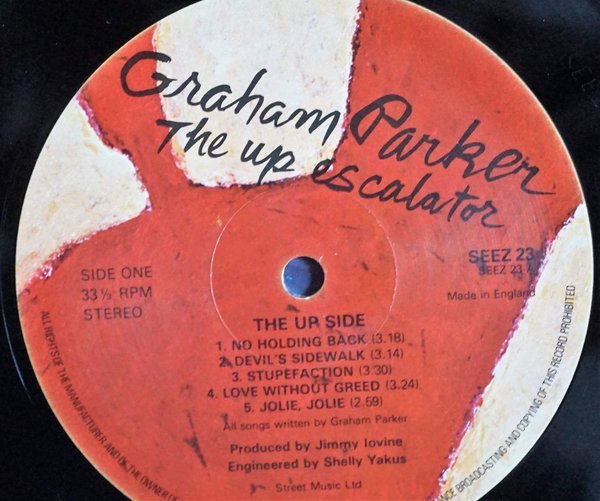 Graham Parker
The up escalator
SEEZ 23
SEEZ 23 A
Made in England
SIDE ONE
33 ⅓ RPM
STEREO
THE UP SIDE
1. NO HOLDING BACK (3.18)
2. DEVIL'S SIDEWALK (3.14)
3. STUPEFACTION (3:30)
4. LOVE WITHOUT GREED (3.24)
5. JOLIE, JOLIE (2.59)
All songs written by Graham Parker
Produced by Jimmy Iovine
Engineered by Shelly Yakus
Street Music Ltd
ALL RIGHTS OF THE MANUFACTURER AND OF THE OWNER OF
BROADCASTING AND COPYING OF THIS RECORD PROHIBITED